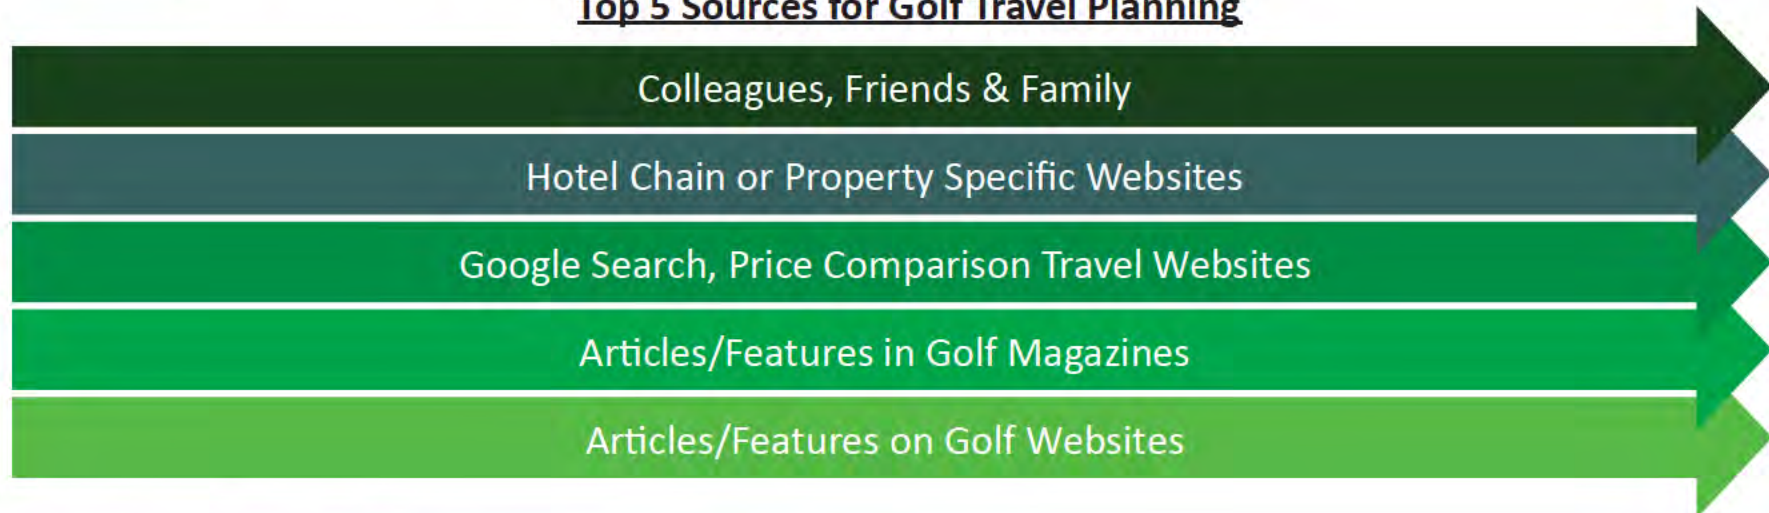 Top 5 Sources for Golf Travel Planning
Colleagues, Friends & Family
Hotel Chain or Property Specific Websites
Google Search, Price Comparison Travel Websites
Articles/Features in Golf Magazines
Articles/Features on Golf Websites